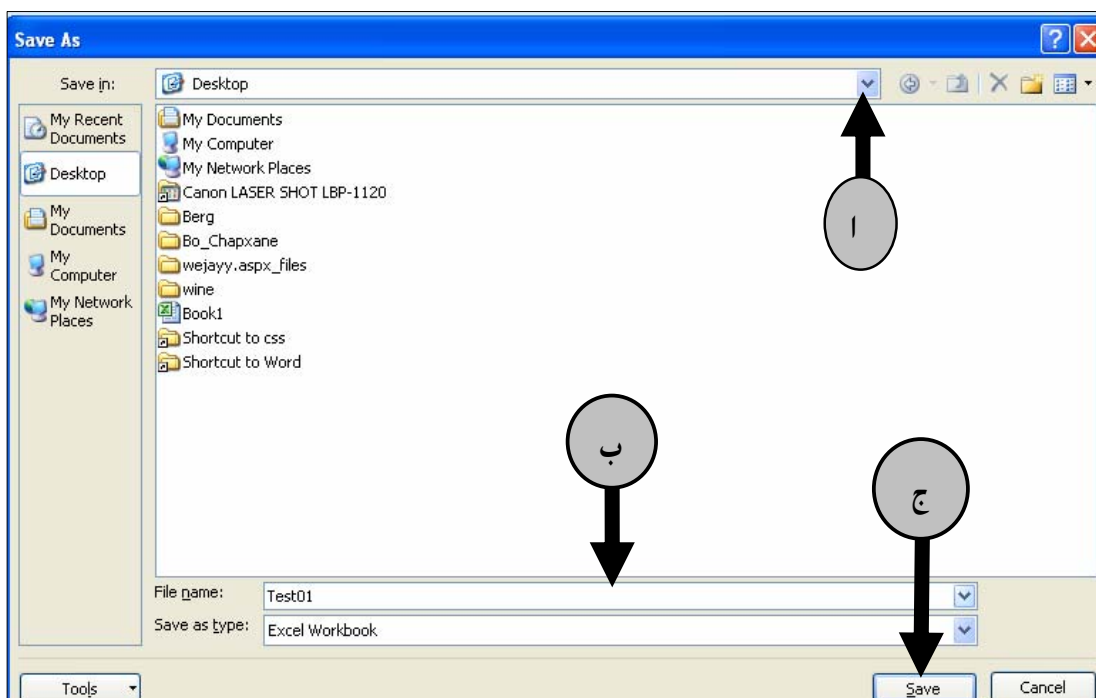 Save As
Save in:
Desktop
My Recent
Documents
Desktop
My
Documents
My
Computer
My Network
Places
My Documents
My Computer
My Network Places
Canon LASER SHOT LBP-1120
Berg
Bo_Chapxane
wejayy.aspx_files
wine
Book1
Shortcut to css
Shortcut to Word
ا
ب
ج
File name:
Test01
Save as type:
Excel Workbook
Tools
Save
Cancel